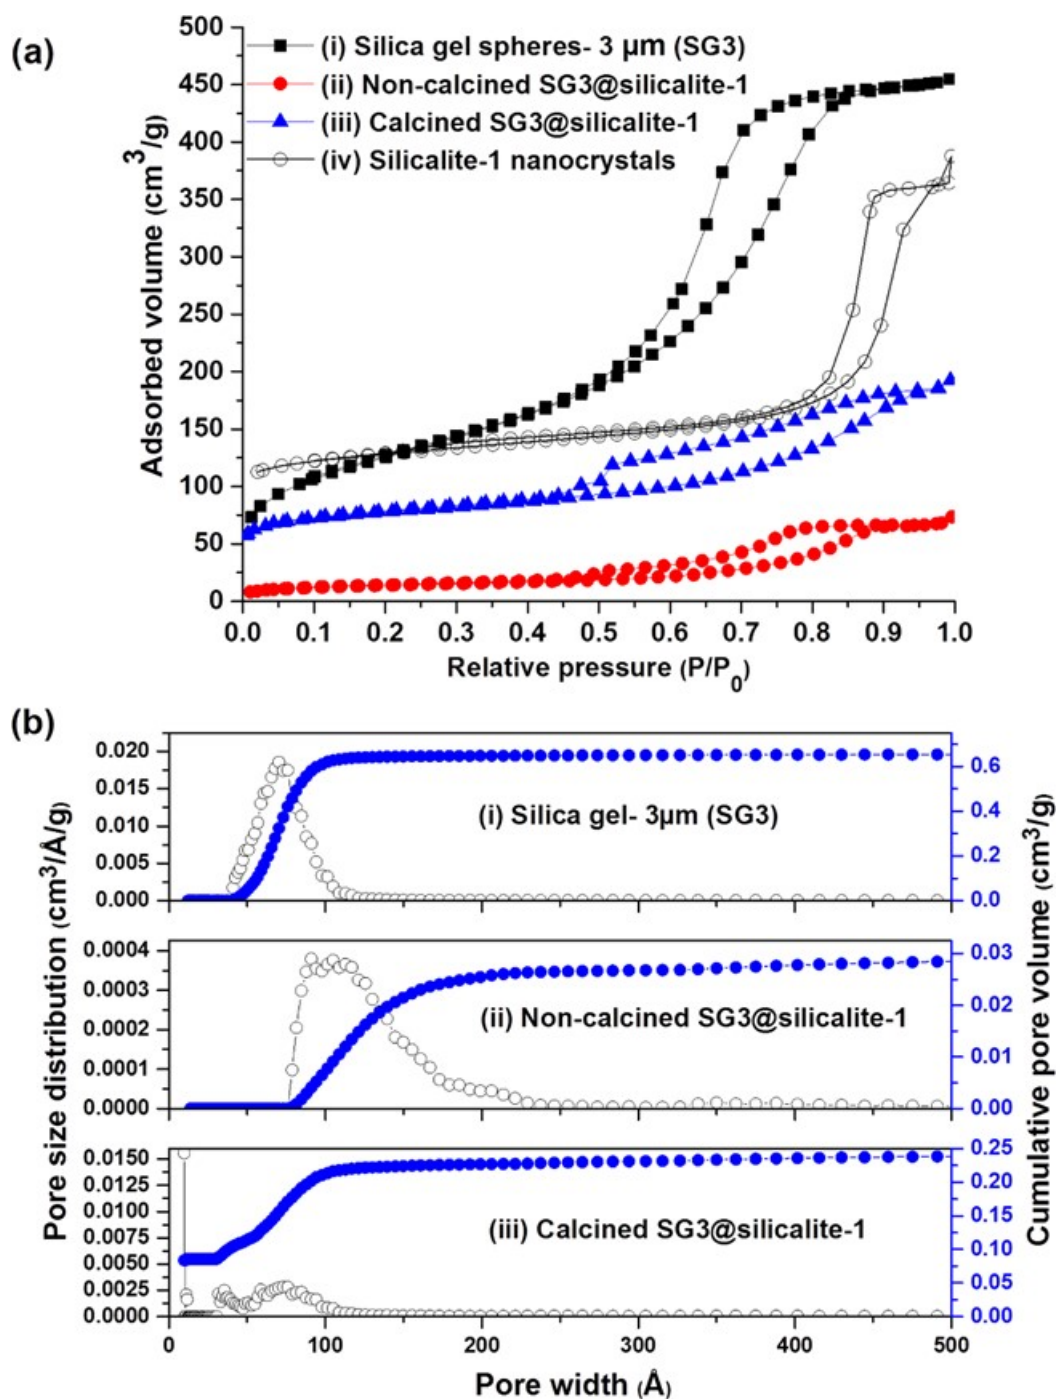 (a)
500
450
400
350
300
250
200
150
100
50
0
Adsorbed volume (cm³/g)
(i) Silica gel spheres- 3 µm (SG3)
(ii) Non-calcined SG3@silicalite-1
(iii) Calcined SG3@silicalite-1
(iv) Silicalite-1 nanocrystals
0.0 0.1 0.2 0.3 0.4 0.5 0.6 0.7 0.8 0.9 1.0
Relative pressure (P/P₀)
(b)
Pore size distribution (cm³/Å/g)
0.020
0.015
0.010
0.005
0.000
(i) Silica gel- 3µm (SG3)
0.6
0.4
0.2
0.0
0.0004
0.0003
0.0002
0.0001
0.0000
(ii) Non-calcined SG3@silicalite-1
0.03
0.02
0.01
0.00
0.0150
0.0125
0.0100
0.0075
0.0050
0.0025
0.0000
(iii) Calcined SG3@silicalite-1
0.25
0.20
0.15
0.10
0.05
0.00
Cumulative pore volume (cm³/g)
0 100 200 300 400 500
Pore width (Å)